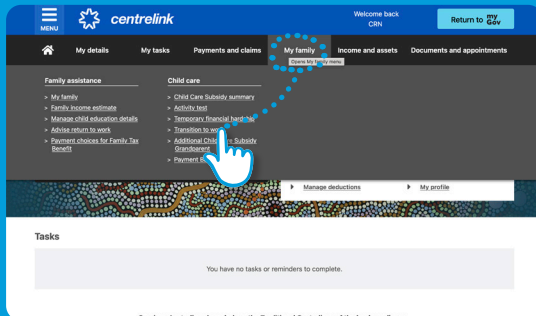 MENU
centrelink
Welcome back
CRN
Return to my Gov
My details
My tasks
Payments and claims
My family
Income and assets
Documents and appointments
Opens My family menu
Family assistance
> My family
> Family income estimate
> Manage child education details
> Advise return to work
> Payment choices for Family Tax
Benefit
Child care
> Child Care Subsidy summary
> Activity test
> Temporary financial hardship
> Transition to
> Additional Subsidy
Grandparent
> Payment
Manage deductions
My profile
Tasks
You have no tasks or reminders to complete.